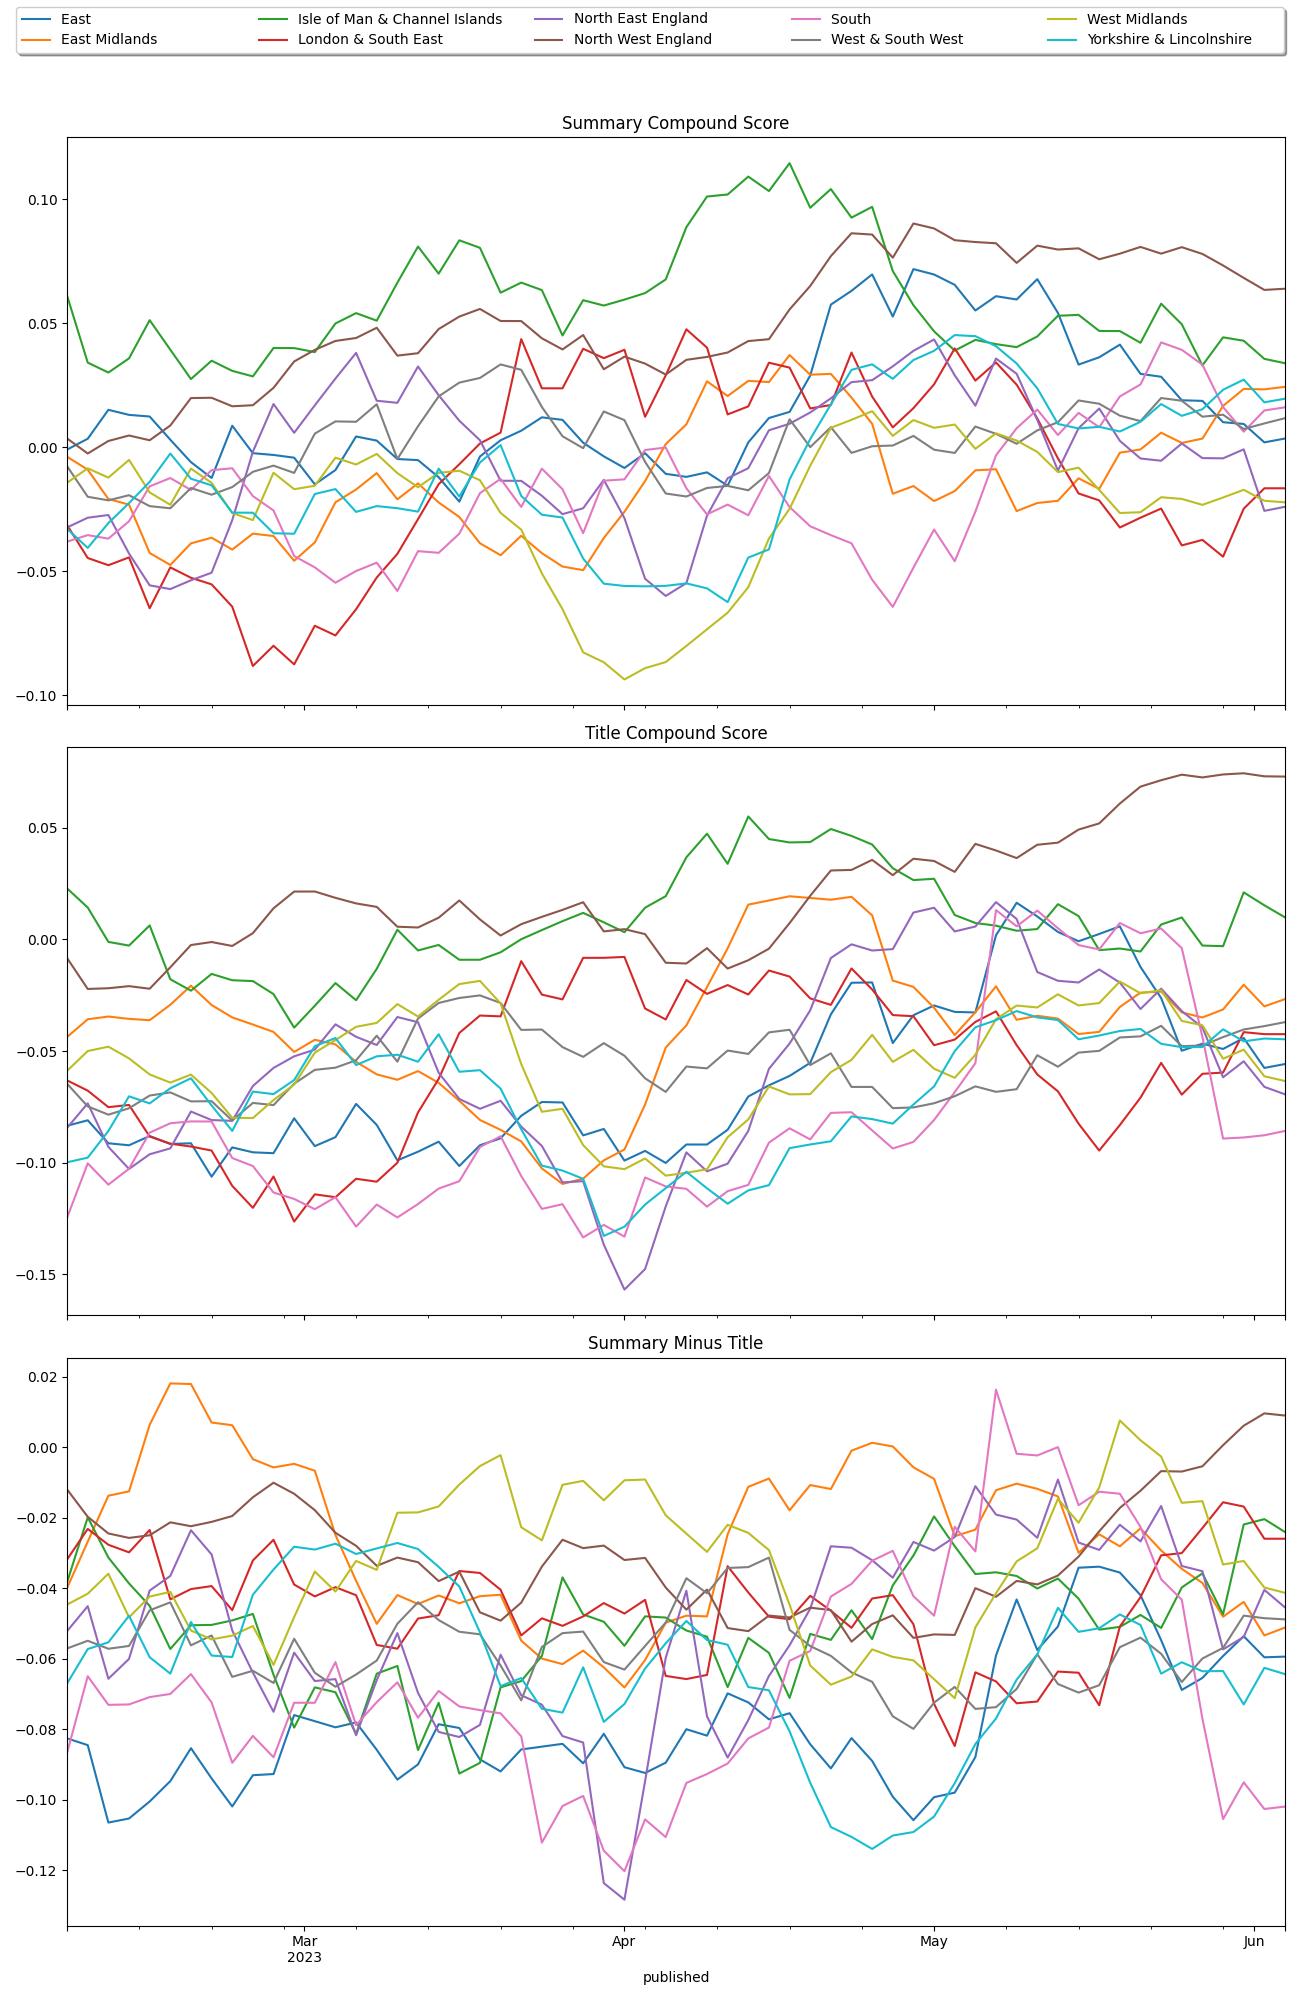 East
East Midlands
Isle of Man & Channel Islands
London & South East
North East England
North West England
South
West & South West
West Midlands
Yorkshire & Lincolnshire
Summary Compound Score
0.10
0.05
0.00
−0.05
−0.10
Title Compound Score
0.05
0.00
−0.05
−0.10
−0.15
Summary Minus Title
0.02
0.00
−0.02
−0.04
−0.06
−0.08
−0.10
−0.12
Mar
2023
Apr
May
Jun
published